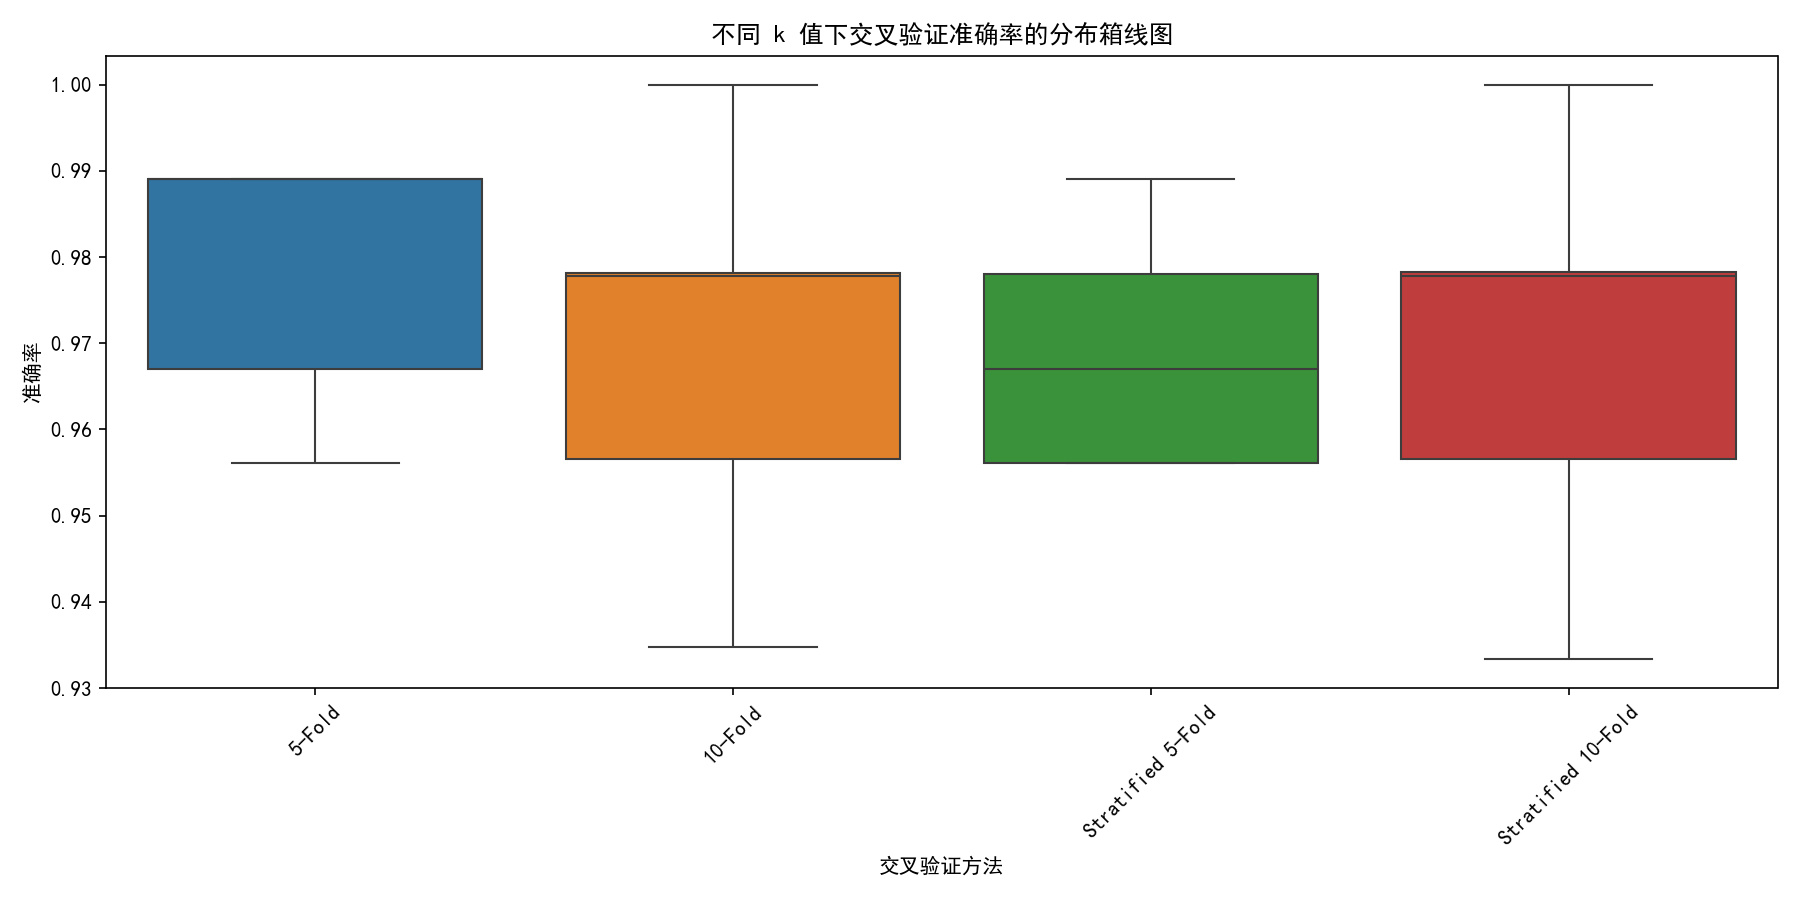 不同 k 值下交叉验证准确率的分布箱线图
准确率
1.00
0.99
0.98
0.97
0.96
0.95
0.94
0.93
5-Fold
10-Fold
Stratified 5-Fold
Stratified 10-Fold
交叉验证方法